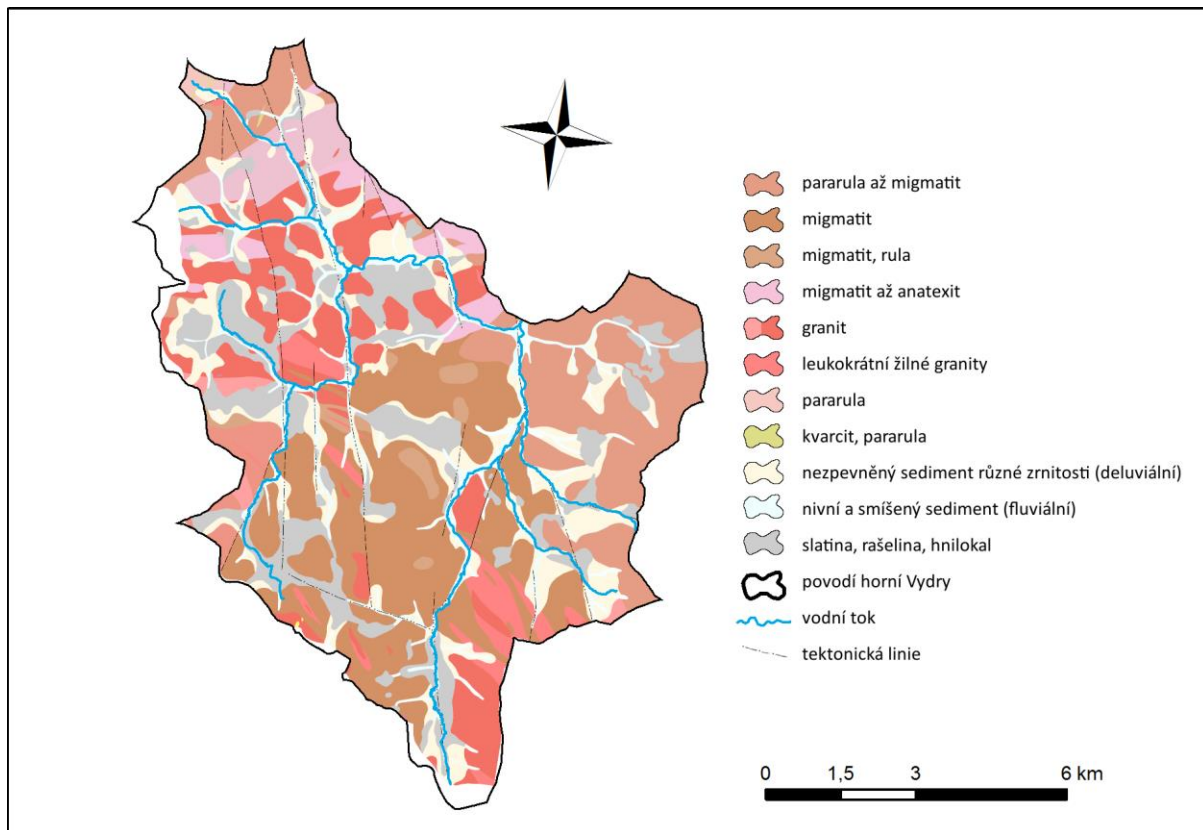 pararula až migmatit
migmatit
migmatit, rula
migmatit až anatexit
granit
leukokrátní žilné granity
pararula
kvarcit, pararula
nezpevněný sediment různé zrnitosti (deluviální)
nivní a smíšený sediment (fluviální)
slatina, rašelina, hnilokal
povodí horní Vydry
vodní tok
tektonická linie
0 1,5 3 6 km